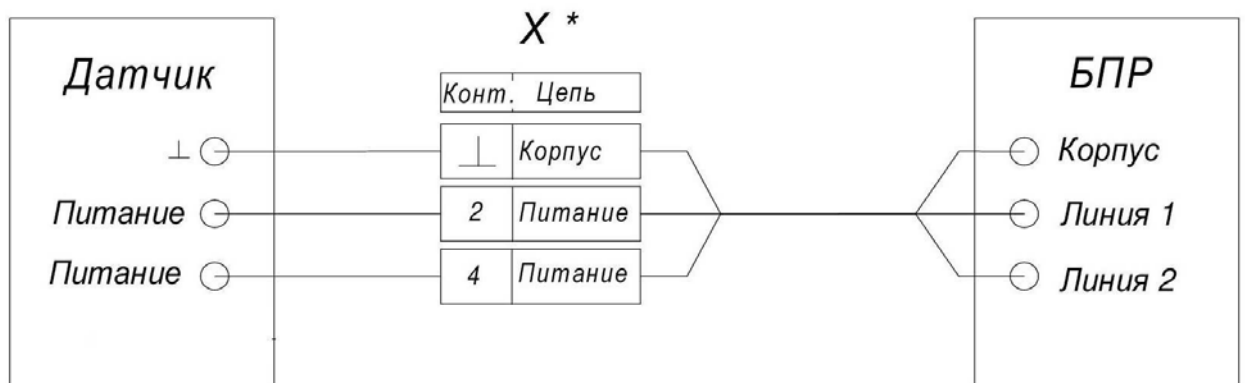 X *
Датчик
БПР
Конт. Цепь
⊥
⊥ Корпус
Корпус
Питание
2 Питание
Линия 1
Питание
4 Питание
Линия 2